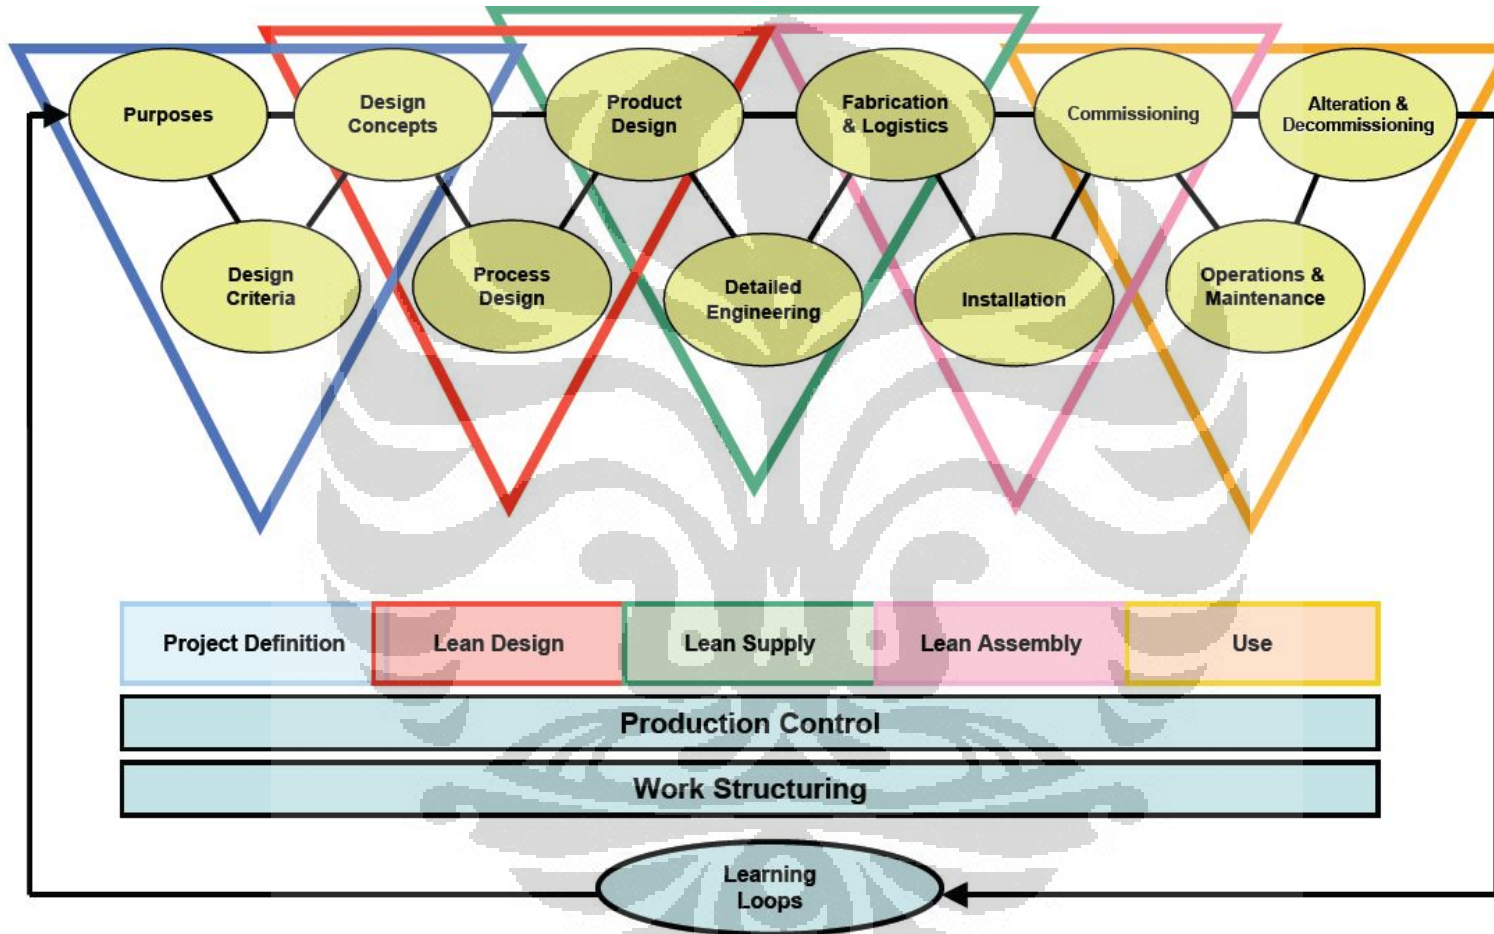 Purposes
Design
Concepts
Product
Design
Fabrication
& Logistics
Commissioning
Alteration &
Decommissioning
Design
Criteria
Process
Design
Detailed
Engineering
Installation
Operations &
Maintenance
Project Definition
Lean Design
Lean Supply
Lean Assembly
Use
Production Control
Work Structuring
Learning
Loops